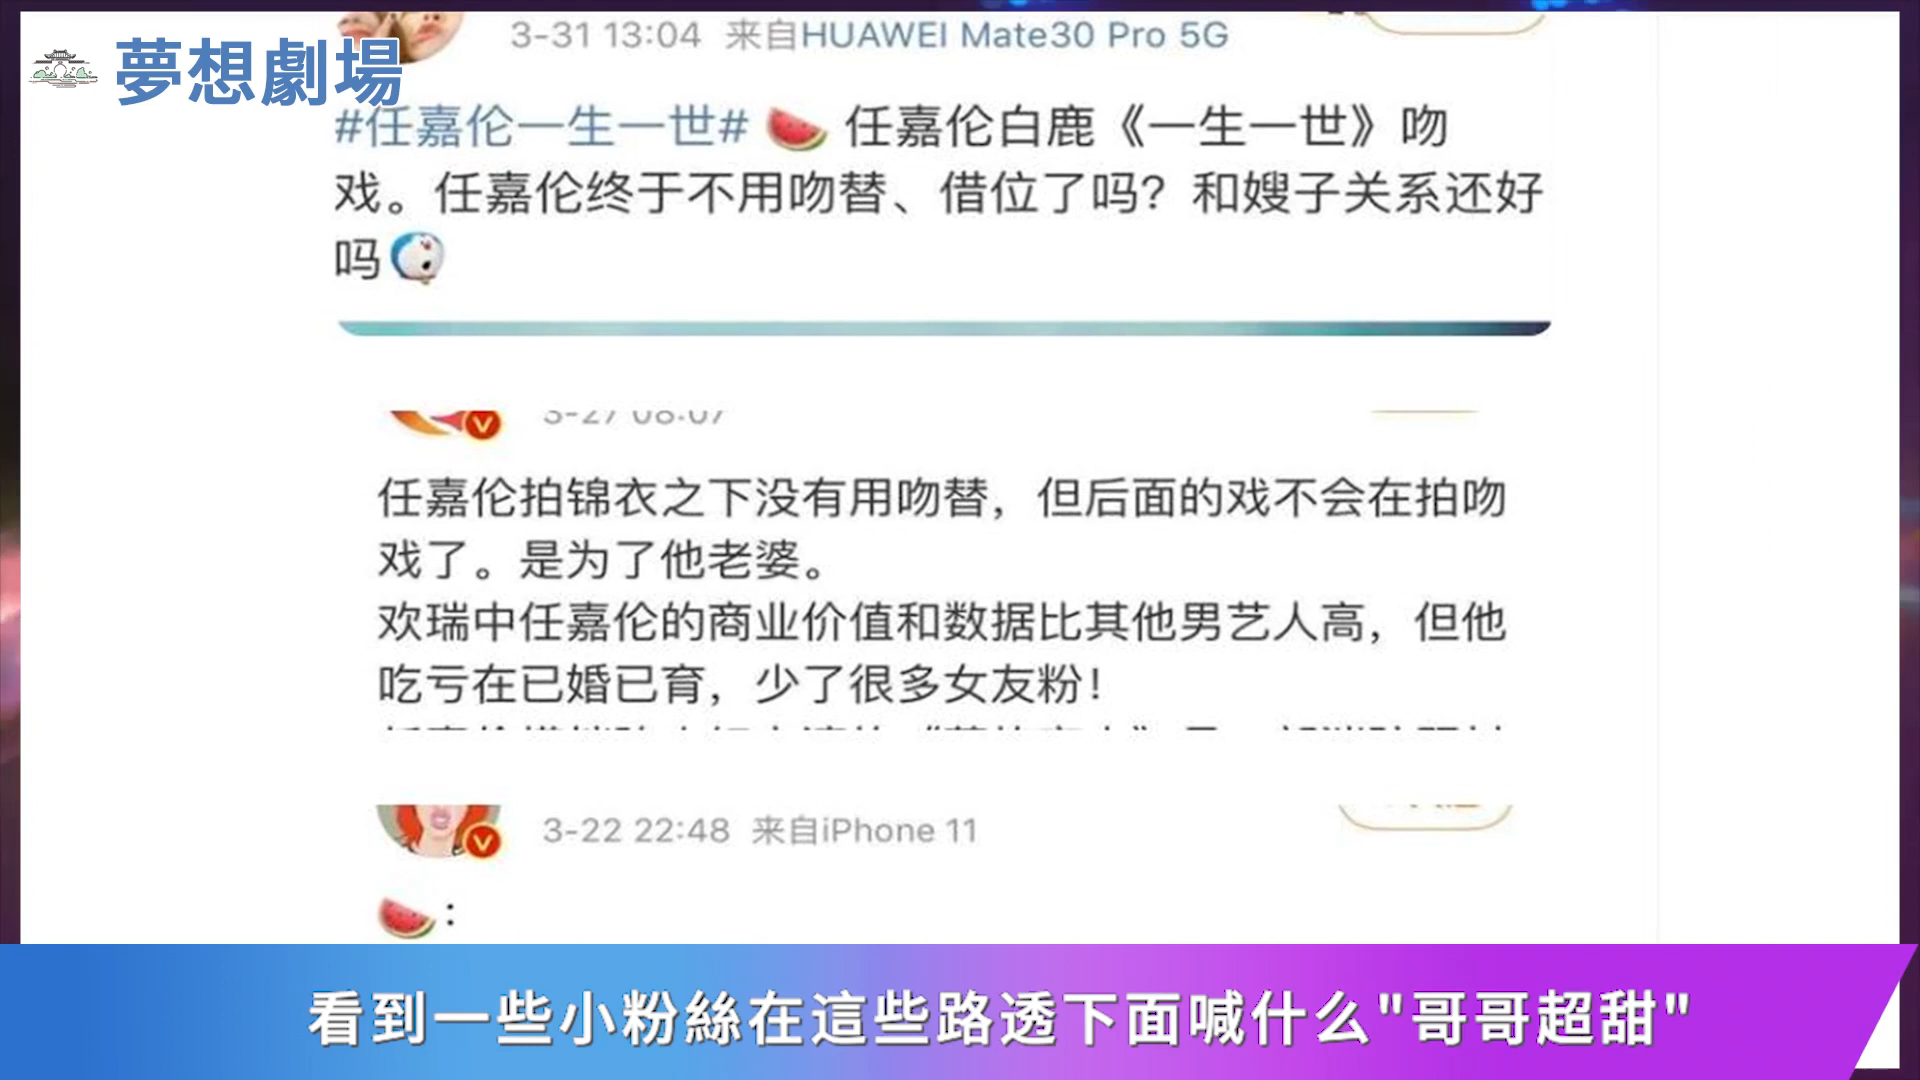 夢想劇場
3-31 13:04 来自HUAWEI Mate30 Pro 5G
#任嘉伦一生一世# 🍉 任嘉伦白鹿《一生一世》吻
戏。任嘉伦终于不用吻替、借位了吗？和嫂子关系还好
吗
3-27 08:07
任嘉伦拍锦衣之下没有用吻替，但后面的戏不会在拍吻
戏了。是为了他老婆。
欢瑞中任嘉伦的商业价值和数据比其他男艺人高，但他
吃亏在已婚已育，少了很多女友粉！
3-22 22:48 来自iPhone 11
🍉：
看到一些小粉絲在這些路透下面喊什么"哥哥超甜"